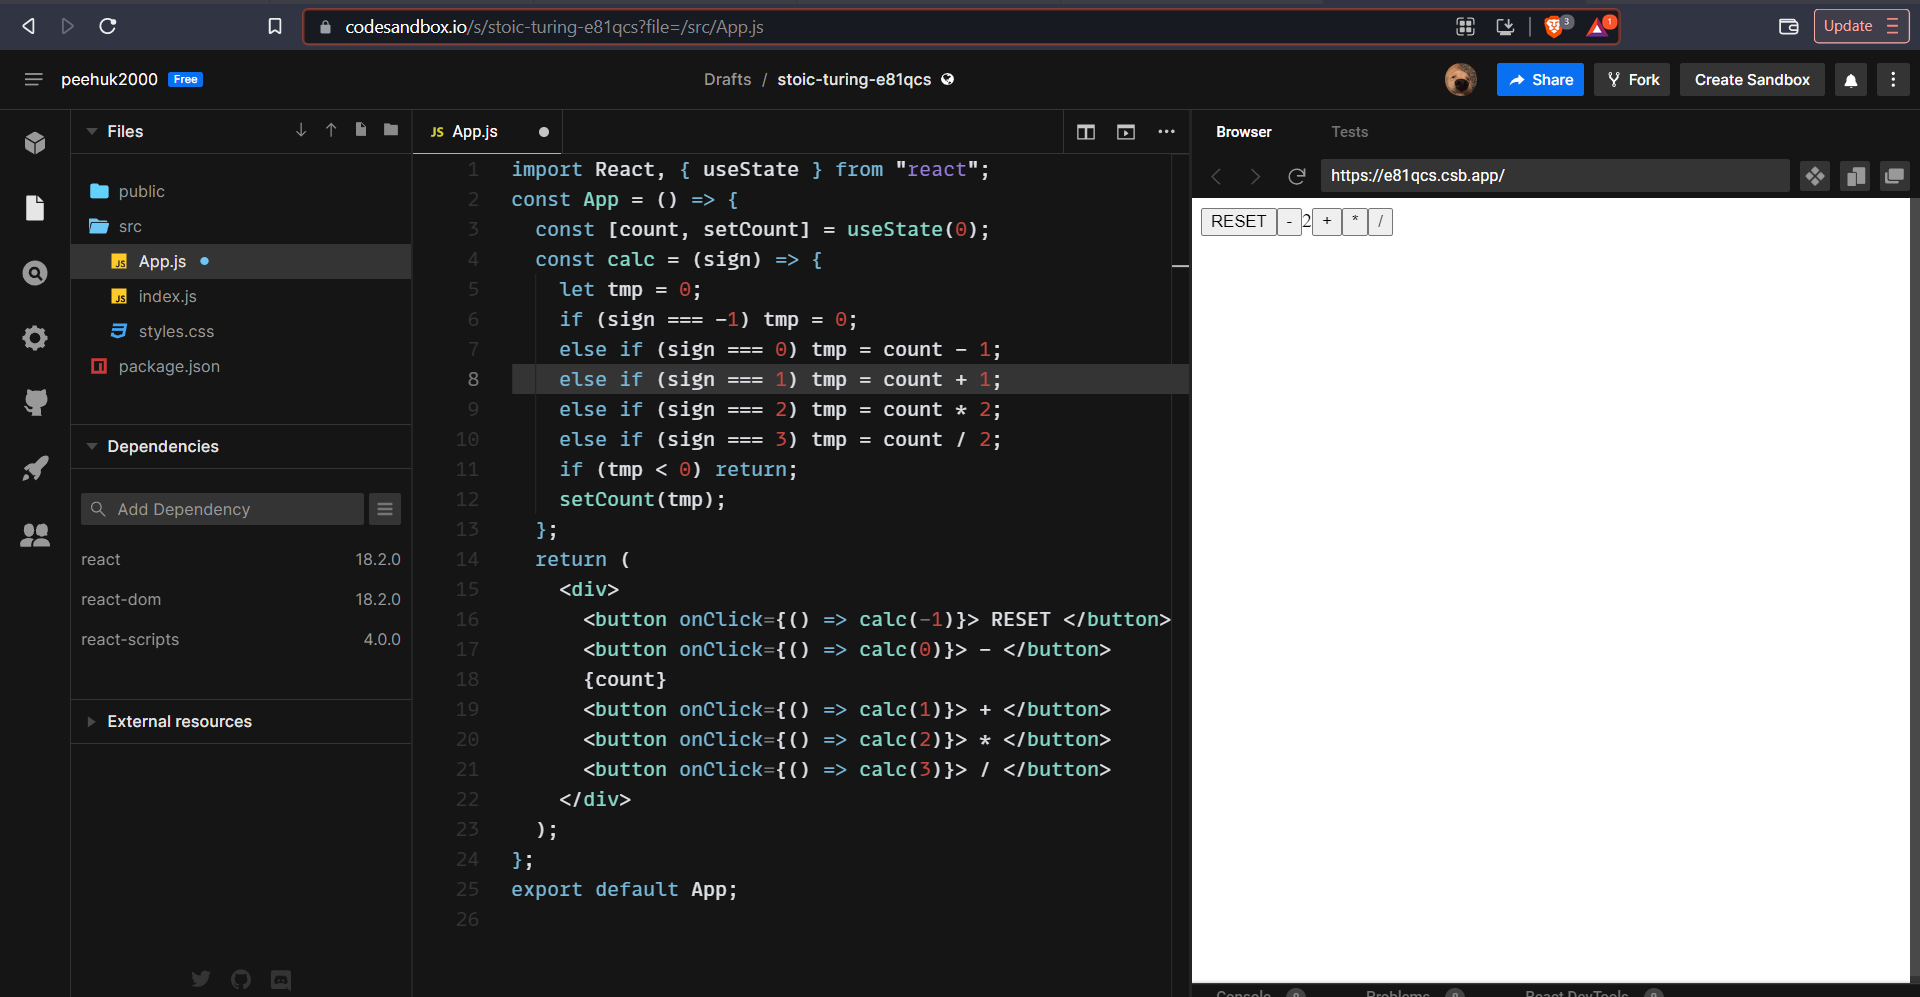 codesandbox.io/s/stoic-turing-e81qcs?file=/src/App.js
3
1
Update
peehuk2000
Free
Drafts / stoic-turing-e81qcs
Share
Fork
Create Sandbox
Files
public
src
JS App.js
JS index.js
styles.css
package.json
Dependencies
Add Dependency
react 18.2.0
react-dom 18.2.0
react-scripts 4.0.0
External resources
JS App.js
1 import React, { useState } from "react";
2 const App = () => {
3 const [count, setCount] = useState(0);
4 const calc = (sign) => {
5 let tmp = 0;
6 if (sign === -1) tmp = 0;
7 else if (sign === 0) tmp = count - 1;
8 else if (sign === 1) tmp = count + 1;
9 else if (sign === 2) tmp = count * 2;
10 else if (sign === 3) tmp = count / 2;
11 if (tmp < 0) return;
12 setCount(tmp);
13 };
14 return (
15 <div>
16 <button onClick={() => calc(-1)}> RESET </button>
17 <button onClick={() => calc(0)}> - </button>
18 {count}
19 <button onClick={() => calc(1)}> + </button>
20 <button onClick={() => calc(2)}> * </button>
21 <button onClick={() => calc(3)}> / </button>
22 </div>
23 );
24 };
25 export default App;
26
Browser
Tests
https://e81qcs.csb.app/
RESET - 2 + * /
Console 0 Problems 0 React DevTools 0